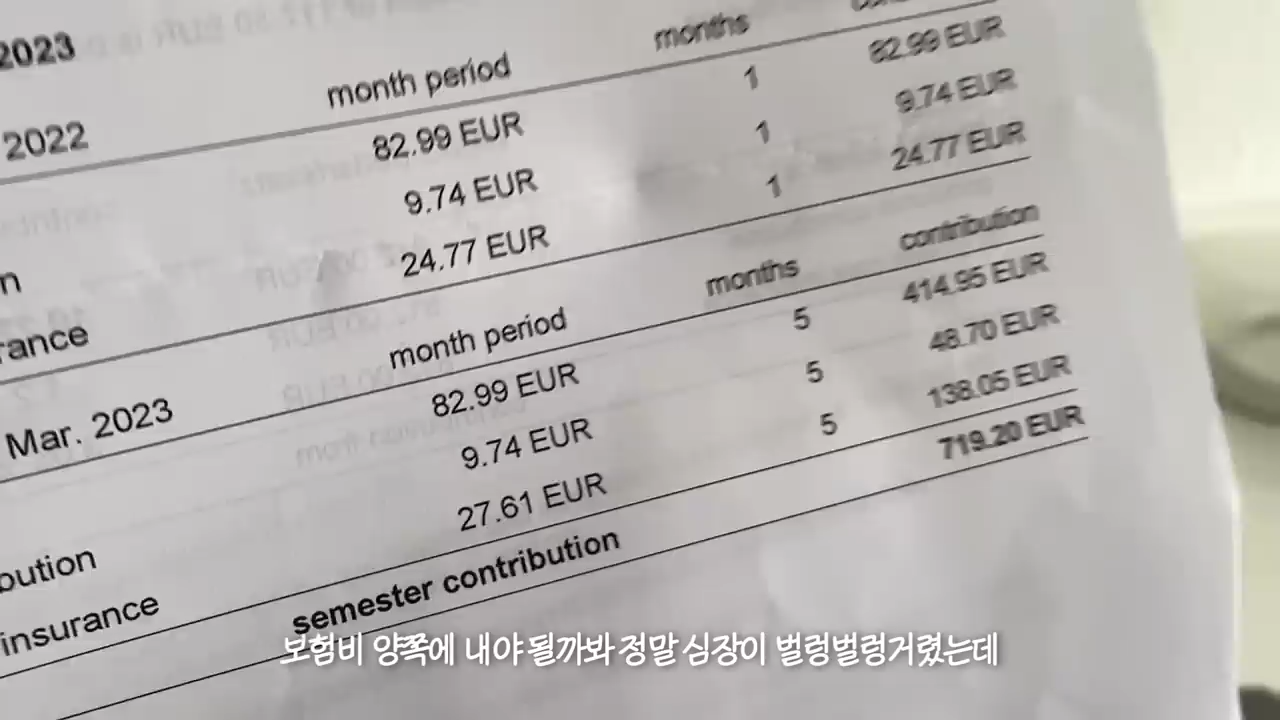 2023
month period months
2022 82.99 EUR 1 82.99 EUR
9.74 EUR 1 9.74 EUR
n 24.77 EUR 1 24.77 EUR
rance
month period months contribution
Mar. 2023 82.99 EUR 5 414.95 EUR
9.74 EUR 5 48.70 EUR
bution 27.61 EUR 5 138.05 EUR
insurance semester contribution 719.20 EUR
보험비 양쪽에 내야 될까봐 정말 심장이 벌렁벌렁거렸는데